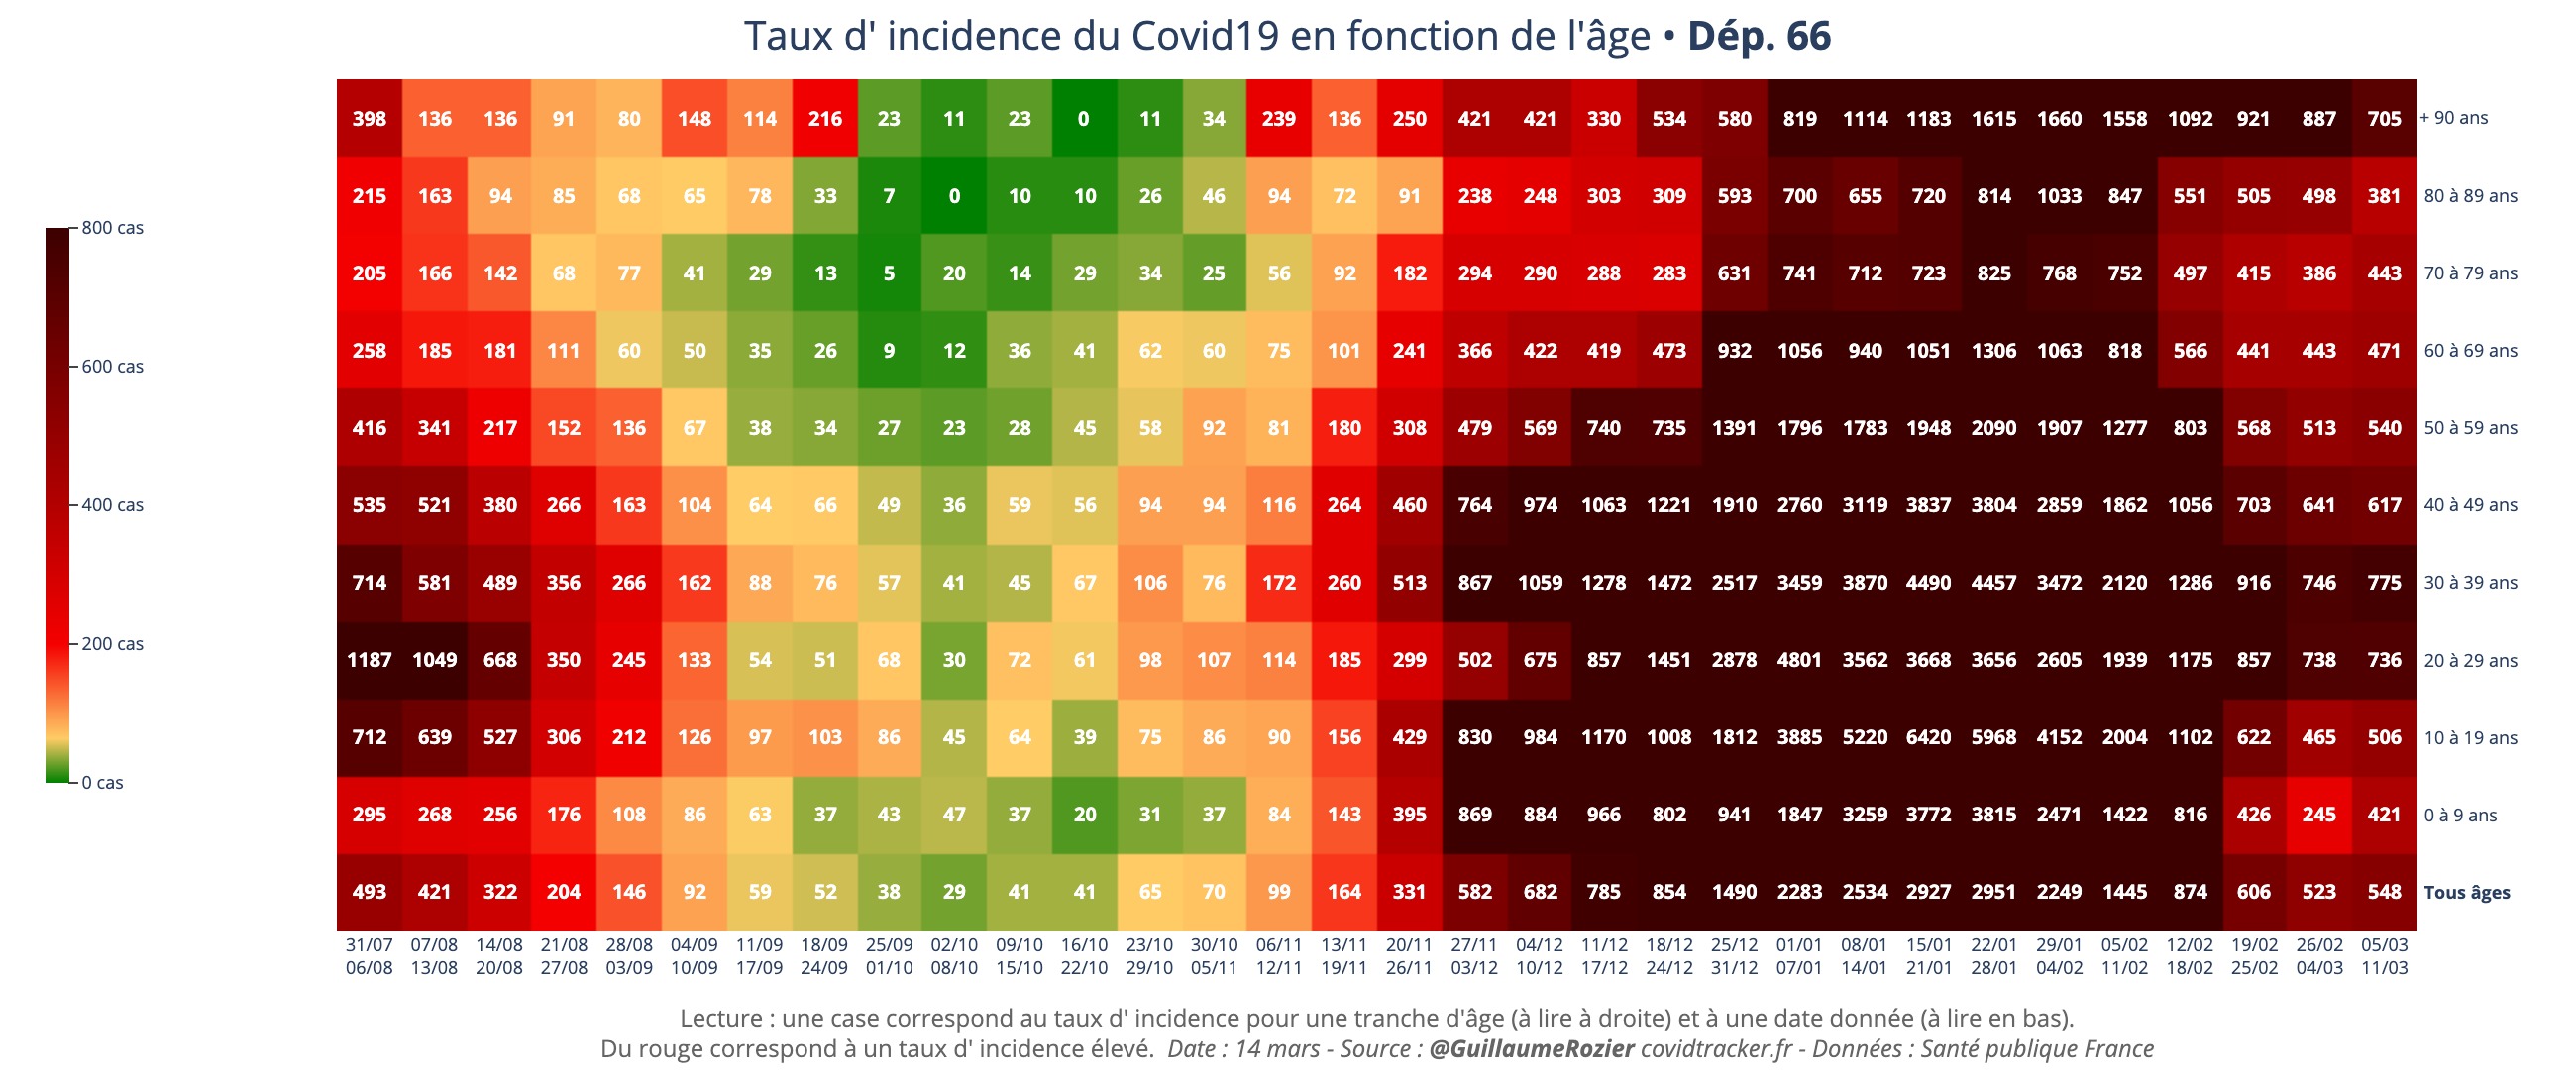 Taux d' incidence du Covid19 en fonction de l'âge • Dép. 66
398 136 136 91 80 148 114 216 23 11 23 0 11 34 239 136 250 421 421 330 534 580 819 1114 1183 1615 1660 1558 1092 921 887 705 + 90 ans
215 163 94 85 68 65 78 33 7 0 10 10 26 46 94 72 91 238 248 303 309 593 700 655 720 814 1033 847 551 505 498 381 80 à 89 ans
800 cas
205 166 142 68 77 41 29 13 5 20 14 29 34 25 56 92 182 294 290 288 283 631 741 712 723 825 768 752 497 415 386 443 70 à 79 ans
258 185 181 111 60 50 35 26 9 12 36 41 62 60 75 101 241 366 422 419 473 932 1056 940 1051 1306 1063 818 566 441 443 471 60 à 69 ans
600 cas
416 341 217 152 136 67 38 34 27 23 28 45 58 92 81 180 308 479 569 740 735 1391 1796 1783 1948 2090 1907 1277 803 568 513 540 50 à 59 ans
400 cas
535 521 380 266 163 104 64 66 49 36 59 56 94 94 116 264 460 764 974 1063 1221 1910 2760 3119 3837 3804 2859 1862 1056 703 641 617 40 à 49 ans
714 581 489 356 266 162 88 76 57 41 45 67 106 76 172 260 513 867 1059 1278 1472 2517 3459 3870 4490 4457 3472 2120 1286 916 746 775 30 à 39 ans
200 cas
1187 1049 668 350 245 133 54 51 68 30 72 61 98 107 114 185 299 502 675 857 1451 2878 4801 3562 3668 3656 2605 1939 1175 857 738 736 20 à 29 ans
712 639 527 306 212 126 97 103 86 45 64 39 75 86 90 156 429 830 984 1170 1008 1812 3885 5220 6420 5968 4152 2004 1102 622 465 506 10 à 19 ans
0 cas
295 268 256 176 108 86 63 37 43 47 37 20 31 37 84 143 395 869 884 966 802 941 1847 3259 3772 3815 2471 1422 816 426 245 421 0 à 9 ans
493 421 322 204 146 92 59 52 38 29 41 41 65 70 99 164 331 582 682 785 854 1490 2283 2534 2927 2951 2249 1445 874 606 523 548 Tous âges
31/07 07/08 14/08 21/08 28/08 04/09 11/09 18/09 25/09 02/10 09/10 16/10 23/10 30/10 06/11 13/11 20/11 27/11 04/12 11/12 18/12 25/12 01/01 08/01 15/01 22/01 29/01 05/02 12/02 19/02 26/02 05/03
06/08 13/08 20/08 27/08 03/09 10/09 17/09 24/09 01/10 08/10 15/10 22/10 29/10 05/11 12/11 19/11 26/11 03/12 10/12 17/12 24/12 31/12 07/01 14/01 21/01 28/01 04/02 11/02 18/02 25/02 04/03 11/03
Lecture : une case correspond au taux d' incidence pour une tranche d'âge (à lire à droite) et à une date donnée (à lire en bas).
Du rouge correspond à un taux d' incidence élevé. Date : 14 mars - Source : @GuillaumeRozier covidtracker.fr - Données : Santé publique France